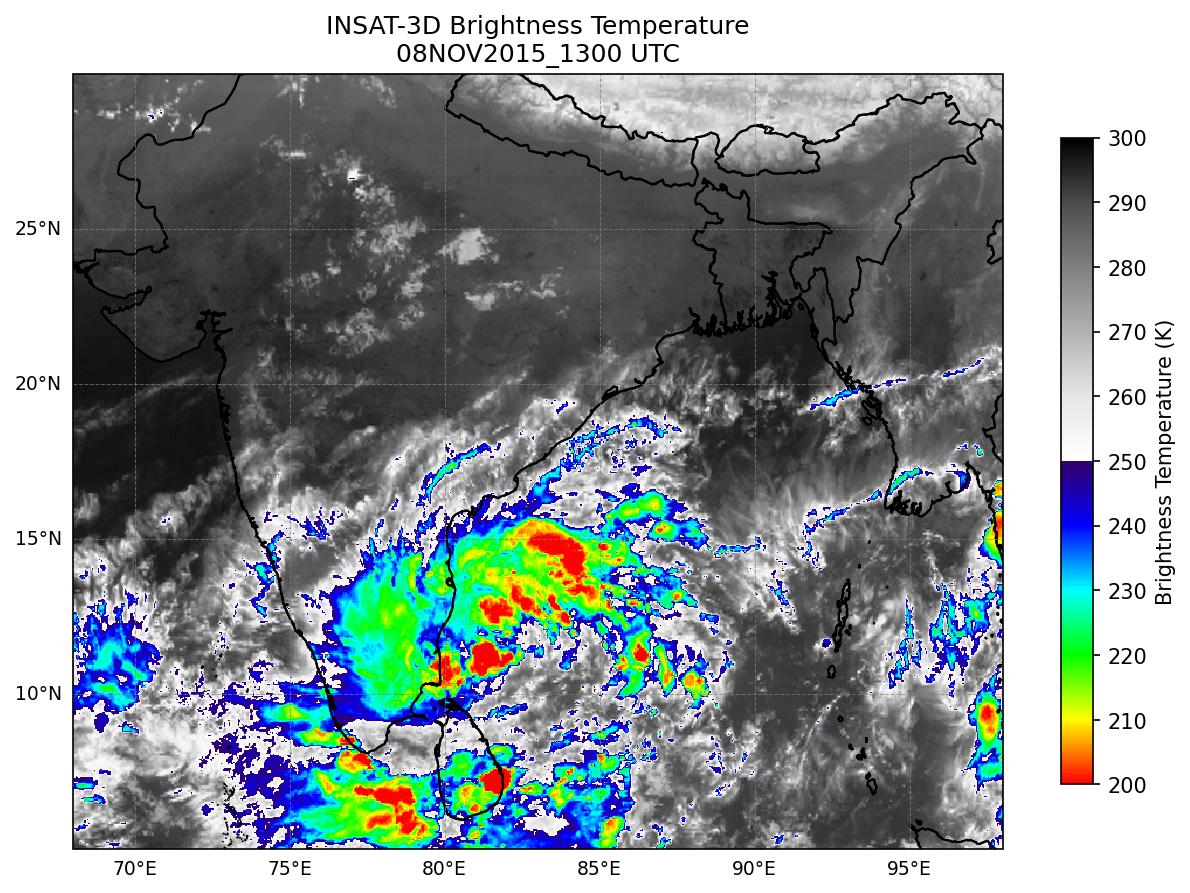 INSAT-3D Brightness Temperature
08NOV2015_1300 UTC
25°N
20°N
15°N
10°N
70°E
75°E
80°E
85°E
90°E
95°E
300
290
280
270
260
250
240
230
220
210
200
Brightness Temperature (K)